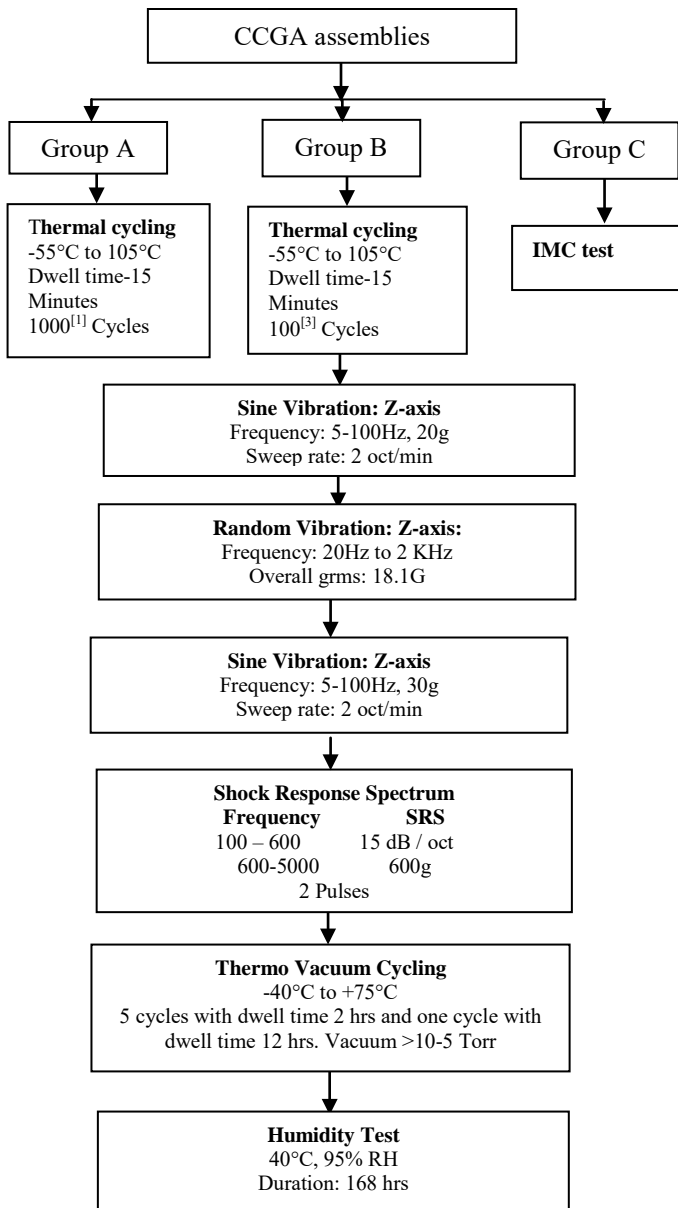 CCGA assemblies
Group A
Group B
Group C
Thermal cycling
-55°C to 105°C
Dwell time-15
Minutes
1000[1] Cycles
Thermal cycling
-55°C to 105°C
Dwell time-15
Minutes
100[3] Cycles
IMC test
Sine Vibration: Z-axis
Frequency: 5-100Hz, 20g
Sweep rate: 2 oct/min
Random Vibration: Z-axis:
Frequency: 20Hz to 2 KHz
Overall grms: 18.1G
Sine Vibration: Z-axis
Frequency: 5-100Hz, 30g
Sweep rate: 2 oct/min
Shock Response Spectrum
Frequency SRS
100 – 600 15 dB / oct
600-5000 600g
2 Pulses
Thermo Vacuum Cycling
-40°C to +75°C
5 cycles with dwell time 2 hrs and one cycle with
dwell time 12 hrs. Vacuum >10-5 Torr
Humidity Test
40°C, 95% RH
Duration: 168 hrs